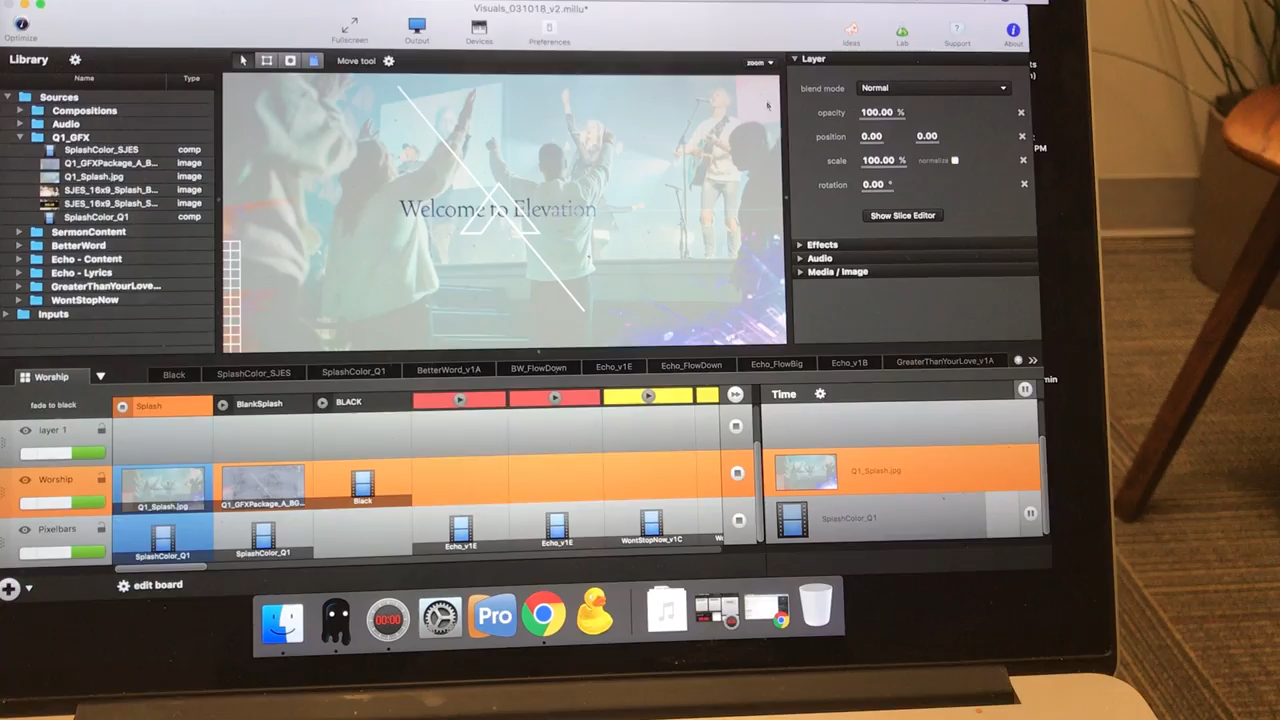 Visuals_031018_v2.millu*
Optimize
Fullscreen
Output
Devices
Preferences
Ideas
Lab
Support
About
Library
Name
Type
Sources
Compositions
Audio
Q1_GFX
SplashColor_SJES comp
Q1_GFXPackage_A_B... image
Q1_Splash.jpg image
SJES_16x9_Splash_B... image
SJES_16x9_Splash_S... image
SplashColor_Q1 comp
SermonContent
BetterWord
Echo - Content
Echo - Lyrics
GreaterThanYourLove...
WontStopNow
Inputs
Move tool
zoom
Welcome to Elevation
Layer
blend mode Normal
opacity 100.00 %
position 0.00 0.00
scale 100.00 % normalize
rotation 0.00 °
Show Slice Editor
Effects
Audio
Media / Image
PM
min
Worship
Black
SplashColor_SJES
SplashColor_Q1
BetterWord_v1A
BW_FlowDown
Echo_v1E
Echo_FlowDown
Echo_FlowBig
Echo_v1B
GreaterThanYourLove_v1A
fade to black
Splash
BlankSplash
BLACK
Time
layer 1
Worship
Q1_Splash.jpg
Q1_GFXPackage_A_BG...
Black
Q1_Splash.jpg
Pixelbars
SplashColor_Q1
SplashColor_Q1
Echo_v1E
Echo_v1E
WontStopNow_v1C
SplashColor_Q1
edit board
00:00
Pro